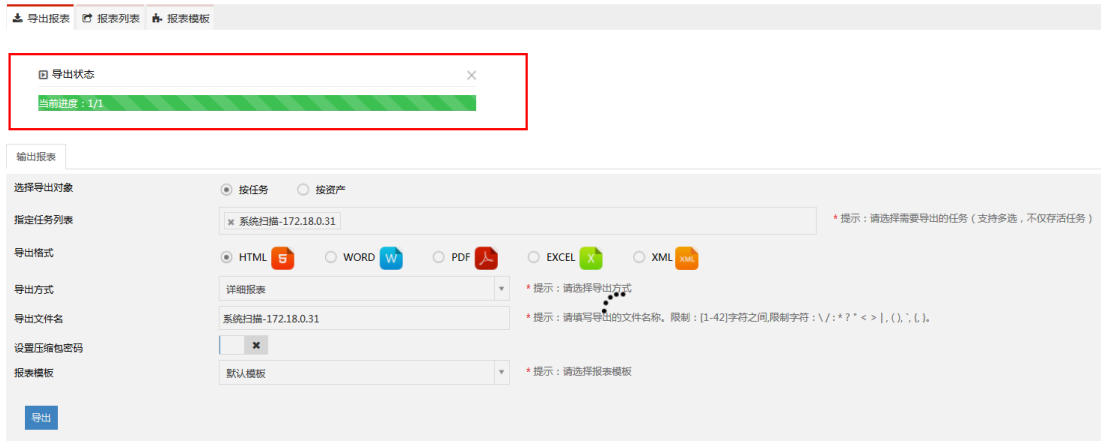 导出报表 报表列表 报表模板
导出状态
当前进度：1/1
输出报表
选择导出对象 按任务 按资产
指定任务列表 系统扫描-172.18.0.31 * 提示：请选择需要导出的任务（支持多选，不仅存活任务）
导出格式 HTML 5 WORD W PDF EXCEL X XML XML
导出方式 详细报表 * 提示：请选择导出方式
导出文件名 系统扫描-172.18.0.31 * 提示：请填写导出的文件名称。限制：[1-42]字符之间,限制字符：\ / : * ? " < > | , ( ), `, {, }。
设置压缩包密码
报表模板 默认模板 * 提示：请选择报表模板
导出